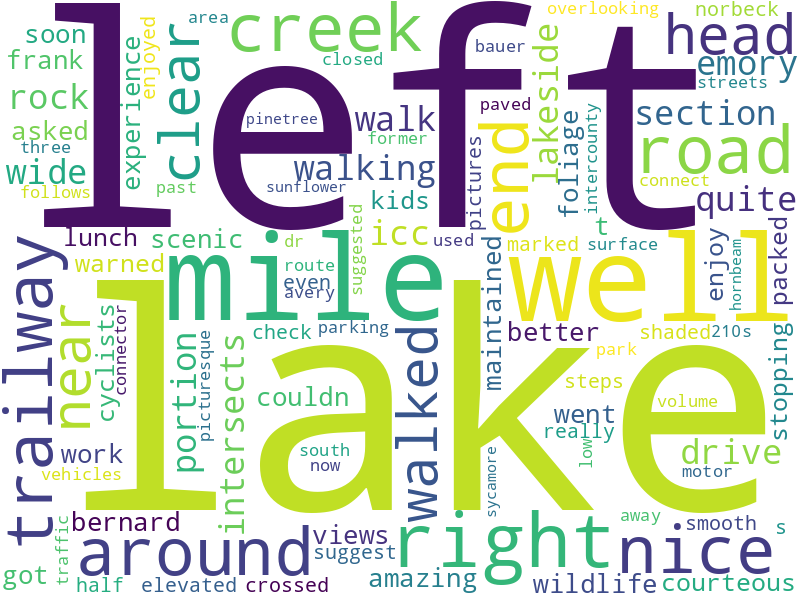 left
lake
mile
well
right
around
nice
road
creek
head
end
clear
trailway
near
walked
walk
walking
rock
wide
drive
section
quite
emory
lakeside
portion
intersects
icc
soon
frank
asked
three
follows
experience
enjoyed
area
closed
overlooking
norbeck
streets
bauer
paved
pinetree
former
sunflower
past
kids
pictures
foliage
intercounty
connect
t
lunch
scenic
dr
suggested
used
marked
surface
enjoy
hornbeam
packed
warned
route
even
avery
maintained
cyclists
connector
picturesque
check
parking
better
shaded
210s
park
stopping
steps
couldn
went
really
low
volume
south
now
sycamore
motor
work
vehicles
bernard
views
suggest
amazing
away
smooth
s
got
traffic
half
elevated
crossed
wildlife
courteous